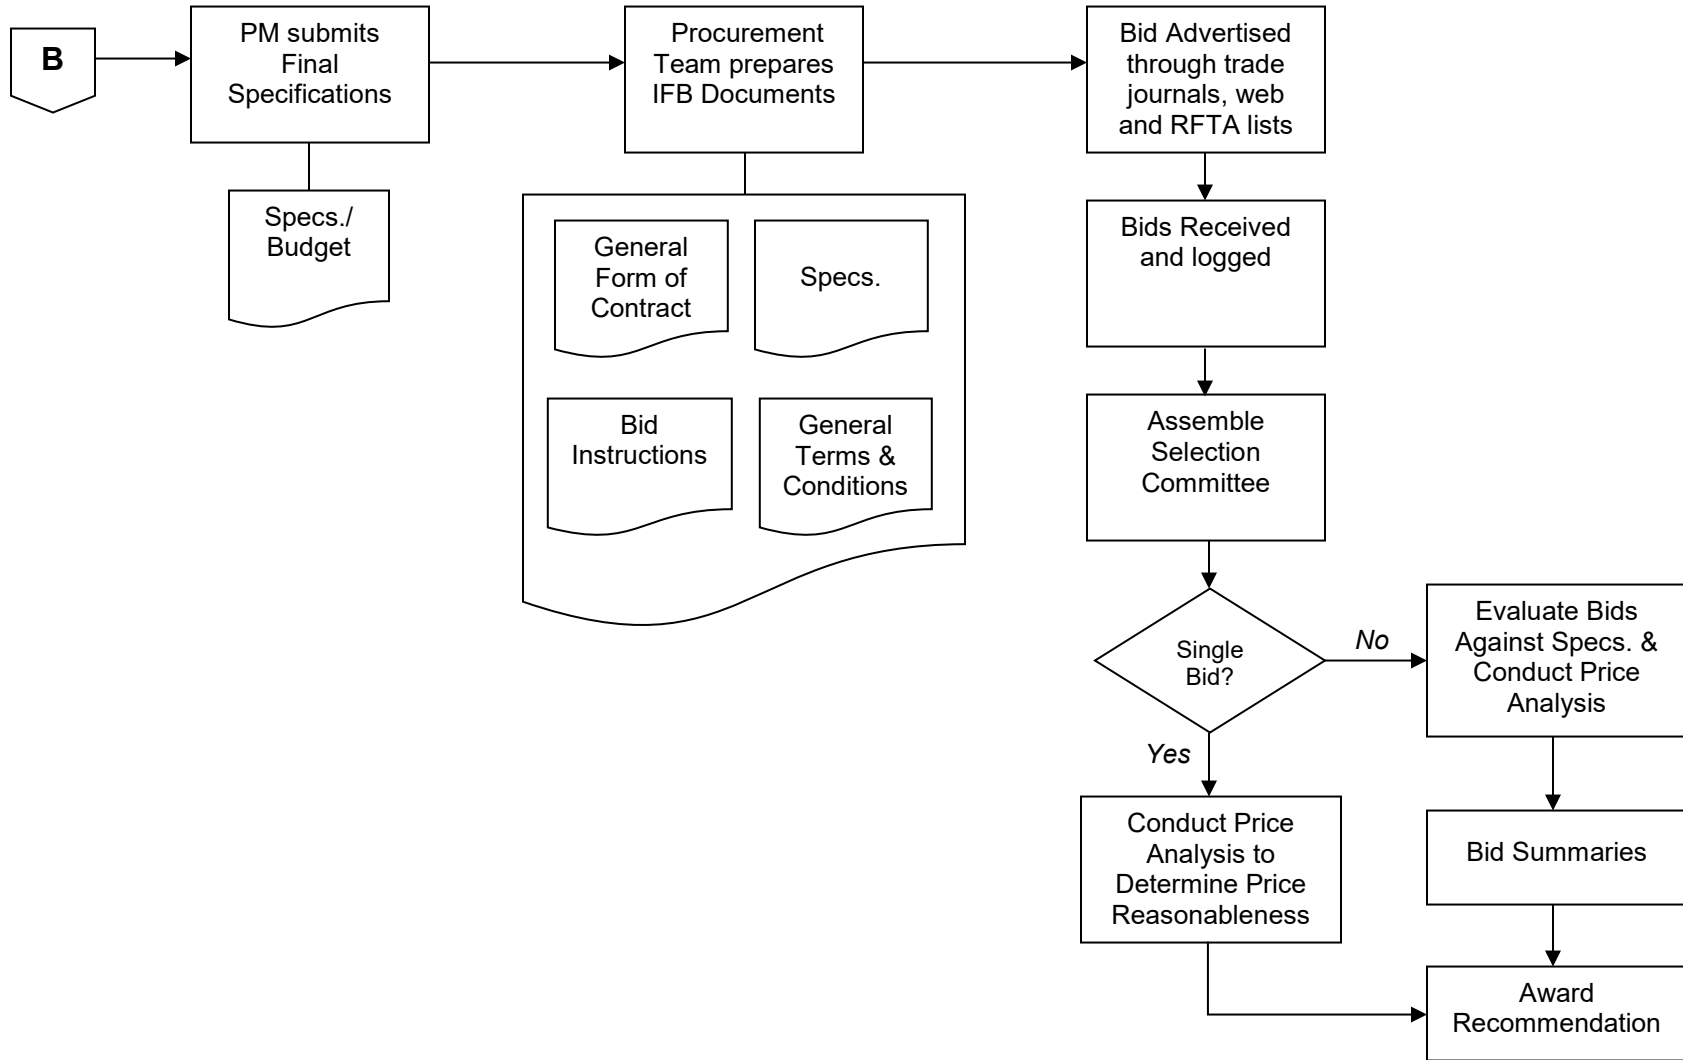 B
PM submits
Final
Specifications
Procurement
Team prepares
IFB Documents
Bid Advertised
through trade
journals, web
and RFTA lists
Specs./
Budget
General
Form of
Contract
Specs.
Bid
Instructions
General
Terms &
Conditions
Bids Received
and logged
Assemble
Selection
Committee
Single
Bid?
No
Evaluate Bids
Against Specs. &
Conduct Price
Analysis
Yes
Conduct Price
Analysis to
Determine Price
Reasonableness
Bid Summaries
Award
Recommendation